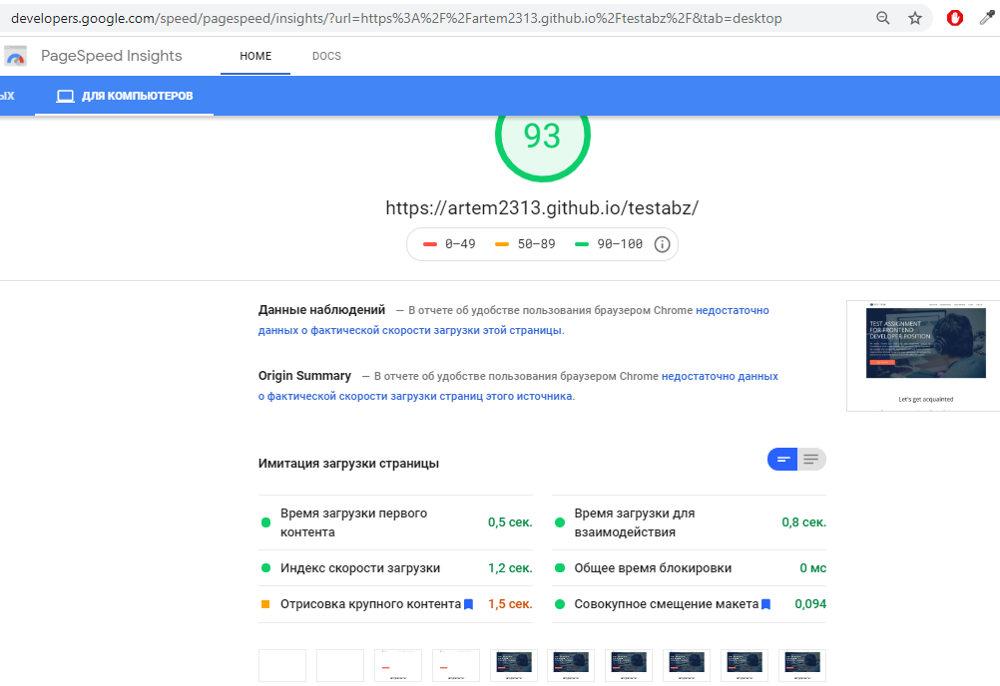 developers.google.com/speed/pagespeed/insights/?url=https%3A%2F%2Fartem2313.github.io%2Ftestabz%2F&tab=desktop
PageSpeed Insights HOME DOCS
ЫХ ДЛЯ КОМПЬЮТЕРОВ
93
https://artem2313.github.io/testabz/
0–49 50–89 90–100
Данные наблюдений — В отчете об удобстве пользования браузером Chrome недостаточно
данных о фактической скорости загрузки этой страницы.
TEST ASSIGNMENT
FOR FRONTEND
DEVELOPER POSITION
Origin Summary — В отчете об удобстве пользования браузером Chrome недостаточно данных
о фактической скорости загрузки страниц этого источника.
Let's get acquainted
Имитация загрузки страницы
Время загрузки первого
контента 0,5 сек.
Время загрузки для
взаимодействия 0,8 сек.
Индекс скорости загрузки 1,2 сек.
Общее время блокировки 0 мс
Отрисовка крупного контента 1,5 сек.
Совокупное смещение макета 0,094